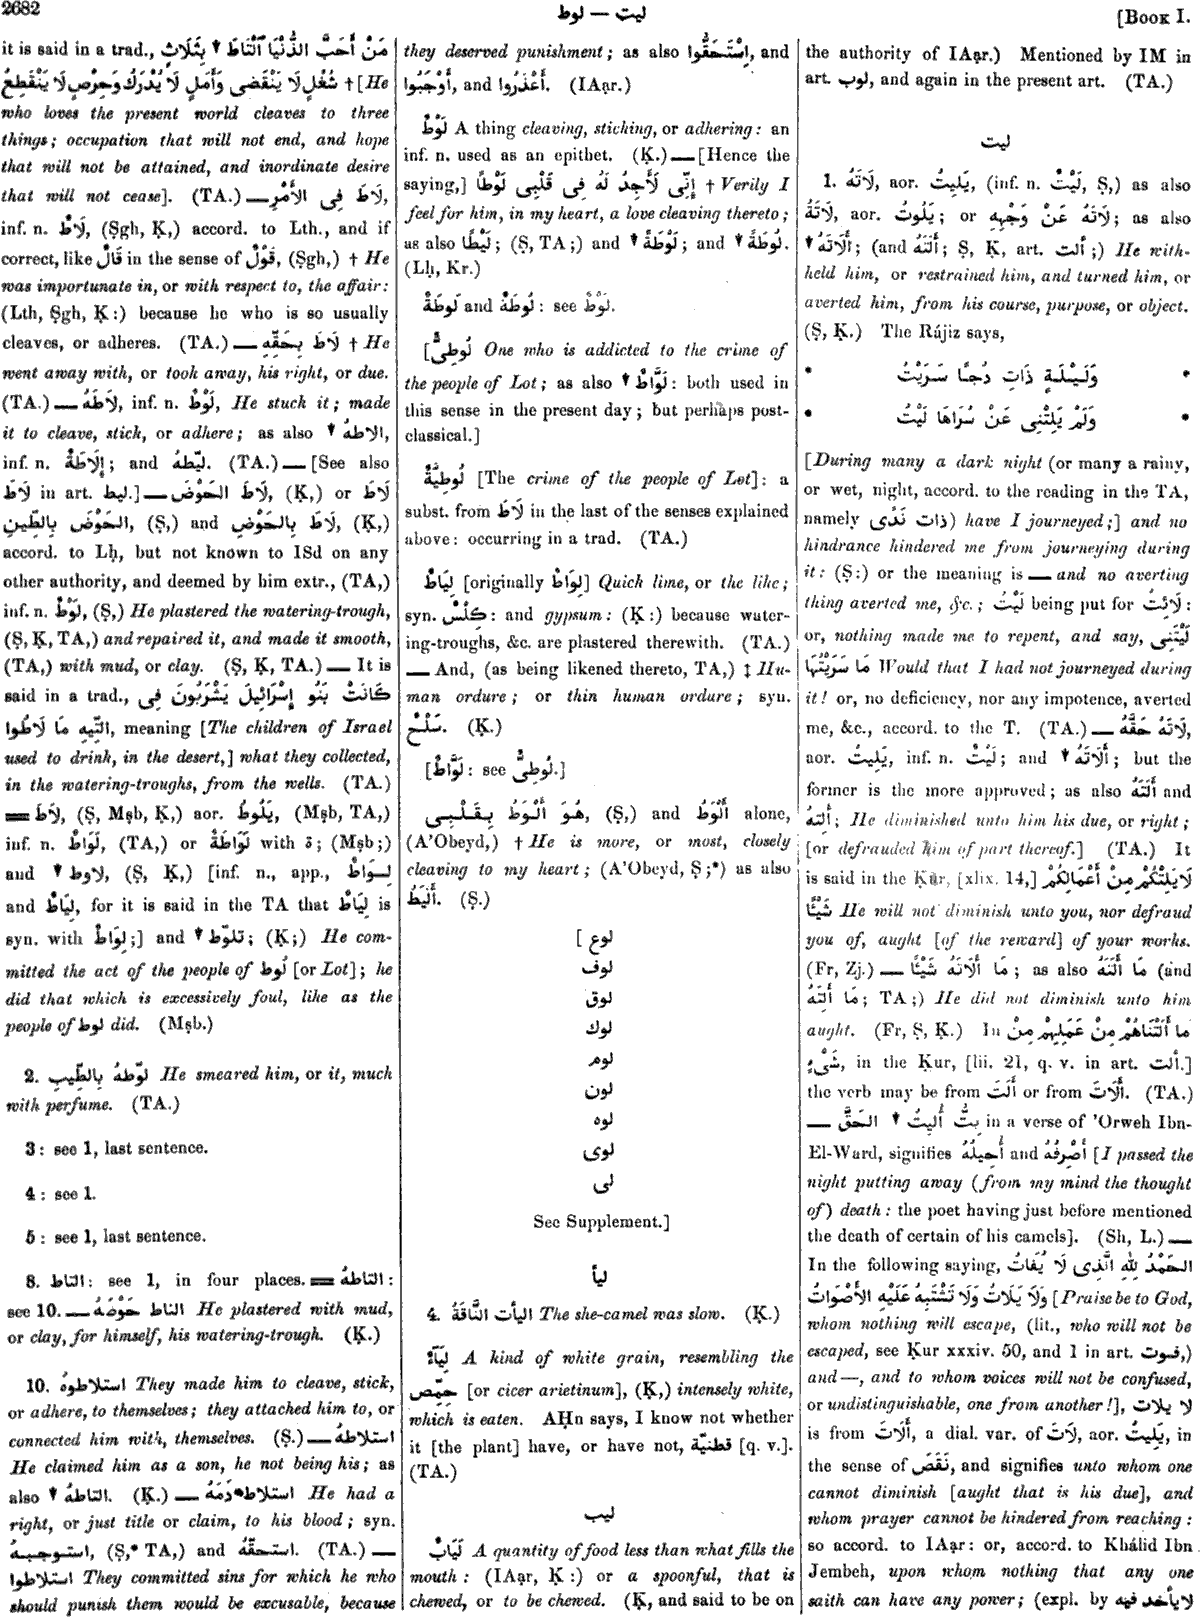 2682
لوط — ليت
[Book I.
it is said in a trad., مَنْ أَحَبَّ الدُّنْيَا ٱلْتَاطَ ↑ بِثَلَاثٍ
شُغْلٍ لَا يَنْقَضِى وَأَمَلٍ لَا يُدْرَكُ وَحِرْصٍ لَا يَنْقَطِعُ † [He
who loves the present world cleaves to three
things; occupation that will not end, and hope
that will not be attained, and inordinate desire
that will not cease]. (TA.) — لَاطَ فِى الأَمْرِ,
inf. n. لَاطٌ, (Ṣgh, Ḳ,) accord. to Lth., and if
correct, like قَالٌ in the sense of قَوْلٌ, (Ṣgh,) † He
was importunate in, or with respect to, the affair:
(Lth, Ṣgh, Ḳ:) because he who is so usually
cleaves, or adheres. (TA.) — لَاطَ بِحَقِّهِ † He
went away with, or took away, his right, or due.
(TA.) — لَاطَهُ, inf. n. لَوْطٌ, He stuck it; made
it to cleave, stick, or adhere; as also ↑ الاطهُ,
inf. n. إِلَاطَةٌ; and ليّطهُ. (TA.) — [See also
لَاطَ in art. ليط.] — لَاطَ الحَوْضَ, (Ḳ,) or لَاطَ
الحَوْضَ بِالطِّينِ, (Ṣ,) and لَاطَ بِالحَوْضِ, (Ḳ,)
accord. to Lḥ, but not known to ISd on any
other authority, and deemed by him extr., (TA,)
inf. n. لَوْطٌ, (Ṣ,) He plastered the watering-trough,
(Ṣ, Ḳ, TA,) and repaired it, and made it smooth,
(TA,) with mud, or clay. (Ṣ, Ḳ, TA.) — It is
said in a trad., كَانَتْ بَنُو إِسْرَائِيلَ يَشْرَبُونَ فِى
التِّيهِ مَا لَاطُوا, meaning [The children of Israel
used to drink, in the desert,] what they collected,
in the watering-troughs, from the wells. (TA.)
═ لَاطَ, (Ṣ, Mṣb, Ḳ,) aor. يَلُوطُ, (Mṣb, TA,)
inf. n. لِوَاطٌ, (TA,) or لِوَاطَةٌ with ة; (Mṣb;)
and ↑ لاوط, (Ṣ, Ḳ,) [inf. n., app., لِوَاطٌ
and لِيَاطٌ, for it is said in the TA that لِيَاطٌ is
syn. with لِوَاطٌ;] and ↑ تلوّط; (Ḳ;) He com-
mitted the act of the people of لُوط [or Lot]; he
did that which is excessively foul, like as the
people of لوط did. (Mṣb.)
2. لوّطهُ بِالطِّيبِ He smeared him, or it, much
with perfume. (TA.)
3: see 1, last sentence.
4: see 1.
5: see 1, last sentence.
8. التاط: see 1, in four places. ═ التاطهُ:
see 10. — التاط حَوْضَهُ He plastered with mud,
or clay, for himself, his watering-trough. (Ḳ.)
10. استلاطوهُ They made him to cleave, stick,
or adhere, to themselves; they attached him to, or
connected him with, themselves. (Ṣ.) — استلاطهُ
He claimed him as a son, he not being his; as
also ↑ التاطهُ. (Ḳ.) — استلاط دَمَهُ He had a
right, or just title or claim, to his blood; syn.
استوجبهُ, (Ṣ,* TA,) and استحقّهُ. (TA.) —
استلاطوا They committed sins for which he who
should punish them would be excusable, because
they deserved punishment; as also اِسْتَحَقُّوا, and
أَوْجَبُوا, and أَعْذَرُوا. (IAạr.)
لَوْطٌ A thing cleaving, sticking, or adhering: an
inf. n. used as an epithet. (Ḳ.) — [Hence the
saying,] إِنِّى لَأَجِدُ لَهُ فِى قَلْبِى لَوْطًا † Verily I
feel for him, in my heart, a love cleaving thereto;
as also لَيْطًا; (Ṣ, TA;) and ↑ لَوْطَةً; and ↑ لُوطَةً.
(Lḥ, Kr.)
لَوطَةٌ and لُوطَةٌ: see لَوْطٌ.
[لُوطِىٌّ One who is addicted to the crime of
the people of Lot; as also ↑ لَوَّاطٌ: both used in
this sense in the present day; but perhaps post-
classical.]
لُوطِيَّةٌ [The crime of the people of Lot]: a
subst. from لَاطَ in the last of the senses explained
above: occurring in a trad. (TA.)
لِيَاطٌ [originally لِوَاطٌ] Quick lime, or the like;
syn. كِلْسٌ: and gypsum: (Ḳ:) because water-
ing-troughs, &c. are plastered therewith. (TA.)
— And, (as being likened thereto, TA,) ‡ Hu-
man ordure; or thin human ordure; syn.
سَلْحٌ. (Ḳ.)
[لَوَّاطٌ: see لُوطِىٌّ.]
هُوَ أَلْوَطُ بِقَلْبِى, (Ṣ,) and أَلْوَطُ alone,
(A'Obeyd,) † He is more, or most, closely
cleaving to my heart; (A'Obeyd, Ṣ;*) as also
أَلْيَطُ. (Ṣ.)
[ لوع
لوف
لوق
لوك
لوم
لون
لوه
لوى
لى
See Supplement.]
ليأ
4. اليأت النَّاقَةُ The she-camel was slow. (Ḳ.)
لِيَآءٌ A kind of white grain, resembling the
حِمَّص [or cicer arietinum], (Ḳ,) intensely white,
which is eaten. AḤn says, I know not whether
it [the plant] have, or have not, قطنيّة [q. v.].
(TA.)
ليب
لَيَابٌ A quantity of food less than what fills the
mouth: (IAạr, Ḳ:) or a spoonful, that is
chewed, or to be chewed. (Ḳ, and said to be on
the authority of IAạr.) Mentioned by IM in
art. لوب, and again in the present art. (TA.)
ليت
1. لَاتَهُ, aor. يَلِيتُ, (inf. n. لَيْتٌ, Ṣ,) as also
لَاتَهُ, aor. يَلُوتُ; or لَاتَهُ عَنْ وَجْهِهِ; as also
↑ أَلَاتَهُ; (and أَلَتَهُ; Ṣ, Ḳ, art. ألت;) He with-
held him, or restrained him, and turned him, or
averted him, from his course, purpose, or object.
(Ṣ, Ḳ.) The Rájiz says,
* وَلَيْلَةٍ ذَاتِ دُجًا سَرَيْتُ *
* وَلَمْ يَلِتْنِى عَنْ سُرَاهَا لَيْتُ *
[During many a dark night (or many a rainy,
or wet, night, accord. to the reading in the TA,
namely ذات نَدًى) have I journeyed;] and no
hindrance hindered me from journeying during
it: (Ṣ:) or the meaning is — and no averting
thing averted me, &c.; لَيْتُ being put for لَائِتُ:
or, nothing made me to repent, and say, لَيْتَنِى
مَا سَرَيْتُهَا Would that I had not journeyed during
it! or, no deficiency, nor any impotence, averted
me, &c., accord. to the T. (TA.) — لَاتَهُ حَقَّهُ,
aor. يَلِيتُ, inf. n. لَيْتٌ; and ↑ أَلَاتَهُ; but the
former is the more approved; as also أَلَتَهُ and
ألتهُ; He diminished unto him his due, or right;
[or defrauded him of part thereof.] (TA.) It
is said in the Ḳur, [xlix. 14,] لَا يَلِتْكُمْ مِنْ أَعْمَالِكُمْ
شَيْئًا He will not diminish unto you, nor defraud
you of, aught [of the reward] of your works.
(Fr, Zj.) — مَا أَلَاتَهُ شَيْئًا; as also مَا أَلَتَهُ (and
مَا أَلِتَهُ; TA;) He did not diminish unto him
aught. (Fr, Ṣ, Ḳ.) In ما أَلَتْنَاهُمْ مِنْ عَمَلِهِمْ مِنْ
شَىْءٍ, in the Ḳur, [lii. 21, q. v. in art. ألت.]
the verb may be from أَلَتَ or from أَلَاتَ. (TA.)
— بِتُّ أُلِيتُ ↑ الحَقَّ in a verse of 'Orweh Ibn-
El-Ward, signifies أُحِيلُهُ and أَصْرِفُهُ [I passed the
night putting away (from my mind the thought
of) death: the poet having just before mentioned
the death of certain of his camels]. (Sh, L.) —
In the following saying, الحَمْدُ لِلّٰهِ الَّذِى لَا يُفَاتُ
وَلَا يُلَاتُ وَلَا تَشْتَبِهُ عَلَيْهِ الأَصْوَاتُ [Praise be to God,
whom nothing will escape, (lit., who will not be
escaped, see Ḳur xxxiv. 50, and 1 in art. فوت,)
and —, and to whom voices will not be confused,
or undistinguishable, one from another!], لا يلات
is from أَلَاتَ, a dial. var. of لَاتَ, aor. يَلِيتُ, in
the sense of نَقَصَ, and signifies unto whom one
cannot diminish [aught that is his due], and
whom prayer cannot be hindered from reaching:
so accord. to IAạr: or, accord. to Khálid Ibn
Jembeh, upon whom nothing that any one
saith can have any power; (expl. by لا يأخذ فيه